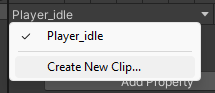 Player_idle
Player_idle
Create New Clip...
Add Property